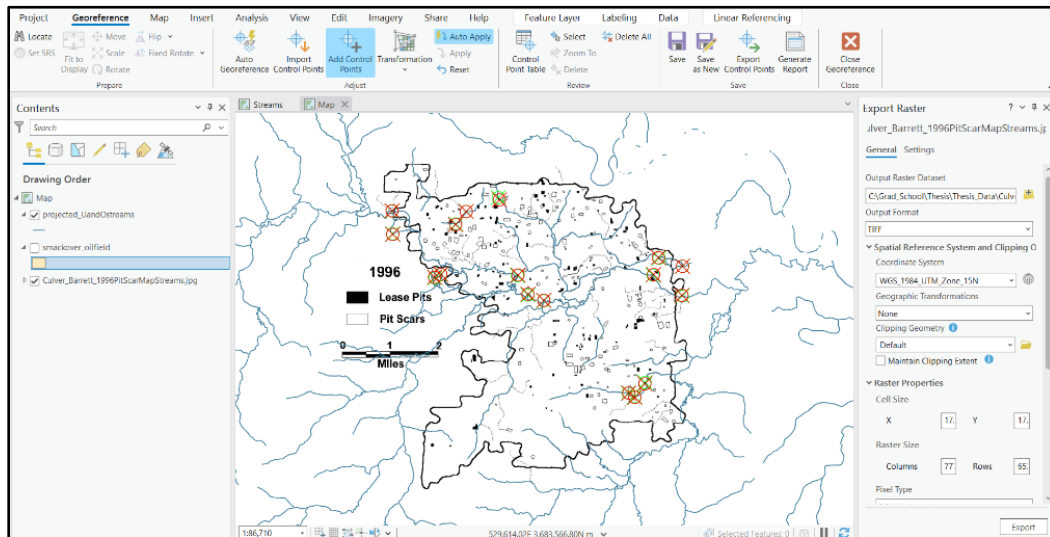 Project Georeference Map Insert Analysis View Edit Imagery Share Help Feature Layer Labeling Data Linear Referencing
Locate
Set SRS
Fit to Display
Move
Scale
Rotate
Flip
Fixed Rotate
Prepare
Auto Georeference
Import Control Points
Add Control Points
Transformation
Auto Apply
Apply
Reset
Adjust
Control Point Table
Select
Zoom To
Delete
Delete All
Review
Save
Save as New
Export Control Points
Generate Report
Save
Close Georeference
Close
Contents
Search
Drawing Order
Map
projected_UandOstreams
smackover_oilfield
Culver_Barrett_1996PitScarMapStreams.jpg
Streams
Map
1996
Lease Pits
Pit Scars
0 1 2
Miles
1:86,710
529,614.02E 3,683,566.80N m
Selected Features: 0
Export Raster
ulver_Barrett_1996PitScarMapStreams.jp
General Settings
Output Raster Dataset
C:\Grad_School\Thesis\Thesis_Data\Culv
Output Format
TIFF
Spatial Reference System and Clipping O
Coordinate System
WGS_1984_UTM_Zone_15N
Geographic Transformations
None
Clipping Geometry
Default
Maintain Clipping Extent
Raster Properties
Cell Size
X 17. Y 17.
Raster Size
Columns 77 Rows 65
Pixel Type
Export